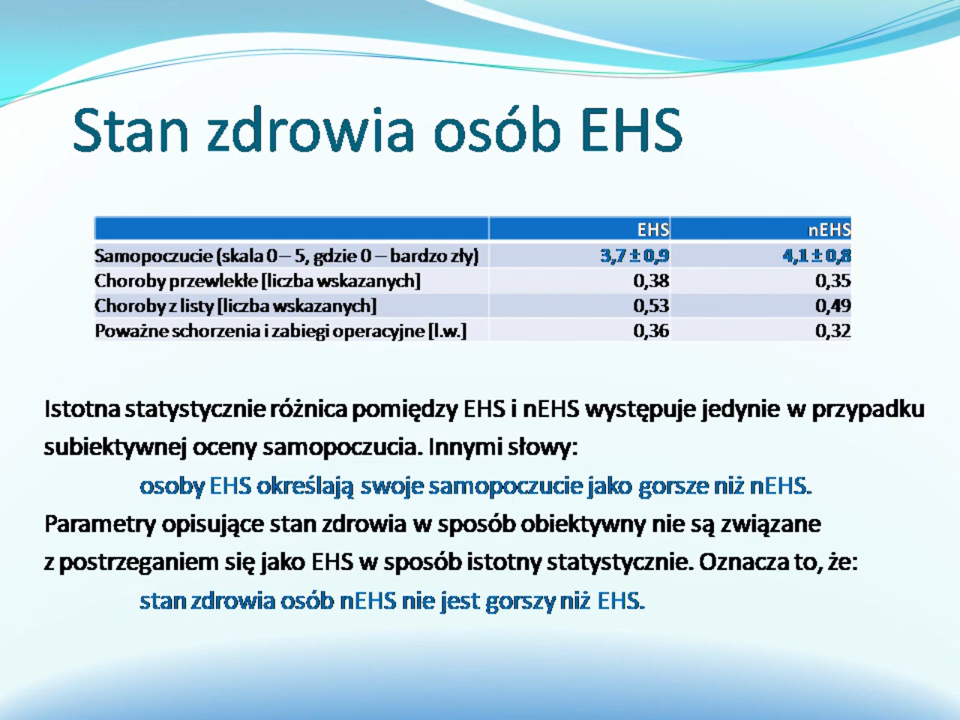 Stan zdrowia osób EHS
EHS nEHS
Samopoczucie (skala 0 – 5, gdzie 0 – bardzo zły) 3,7 ± 0,9 4,1 ± 0,8
Choroby przewlekłe [liczba wskazanych] 0,38 0,35
Choroby z listy [liczba wskazanych] 0,53 0,49
Poważne schorzenia i zabiegi operacyjne [l.w.] 0,36 0,32
Istotna statystycznie różnica pomiędzy EHS i nEHS występuje jedynie w przypadku
subiektywnej oceny samopoczucia. Innymi słowy:
osoby EHS określają swoje samopoczucie jako gorsze niż nEHS.
Parametry opisujące stan zdrowia w sposób obiektywny nie są związane
z postrzeganiem się jako EHS w sposób istotny statystycznie. Oznacza to, że:
stan zdrowia osób nEHS nie jest gorszy niż EHS.